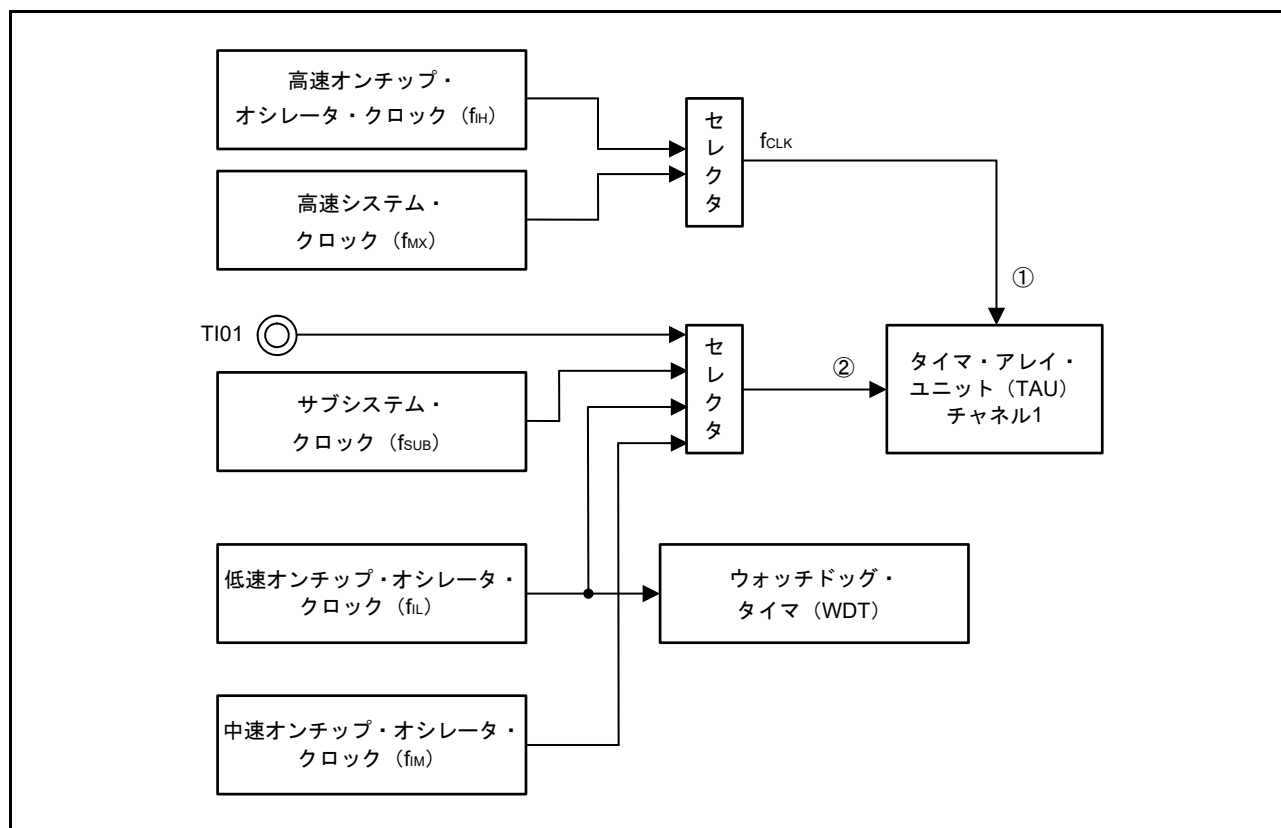 高速オンチップ・
オシレータ・クロック（fIH）
セレクタ
fCLK
高速システム・
クロック（fMX）
①
TI01
セレクタ
②
タイマ・アレイ・
ユニット（TAU）
チャネル1
サブシステム・
クロック（fSUB）
低速オンチップ・オシレータ・
クロック（fIL）
ウォッチドッグ・
タイマ（WDT）
中速オンチップ・オシレータ・
クロック（fIM）